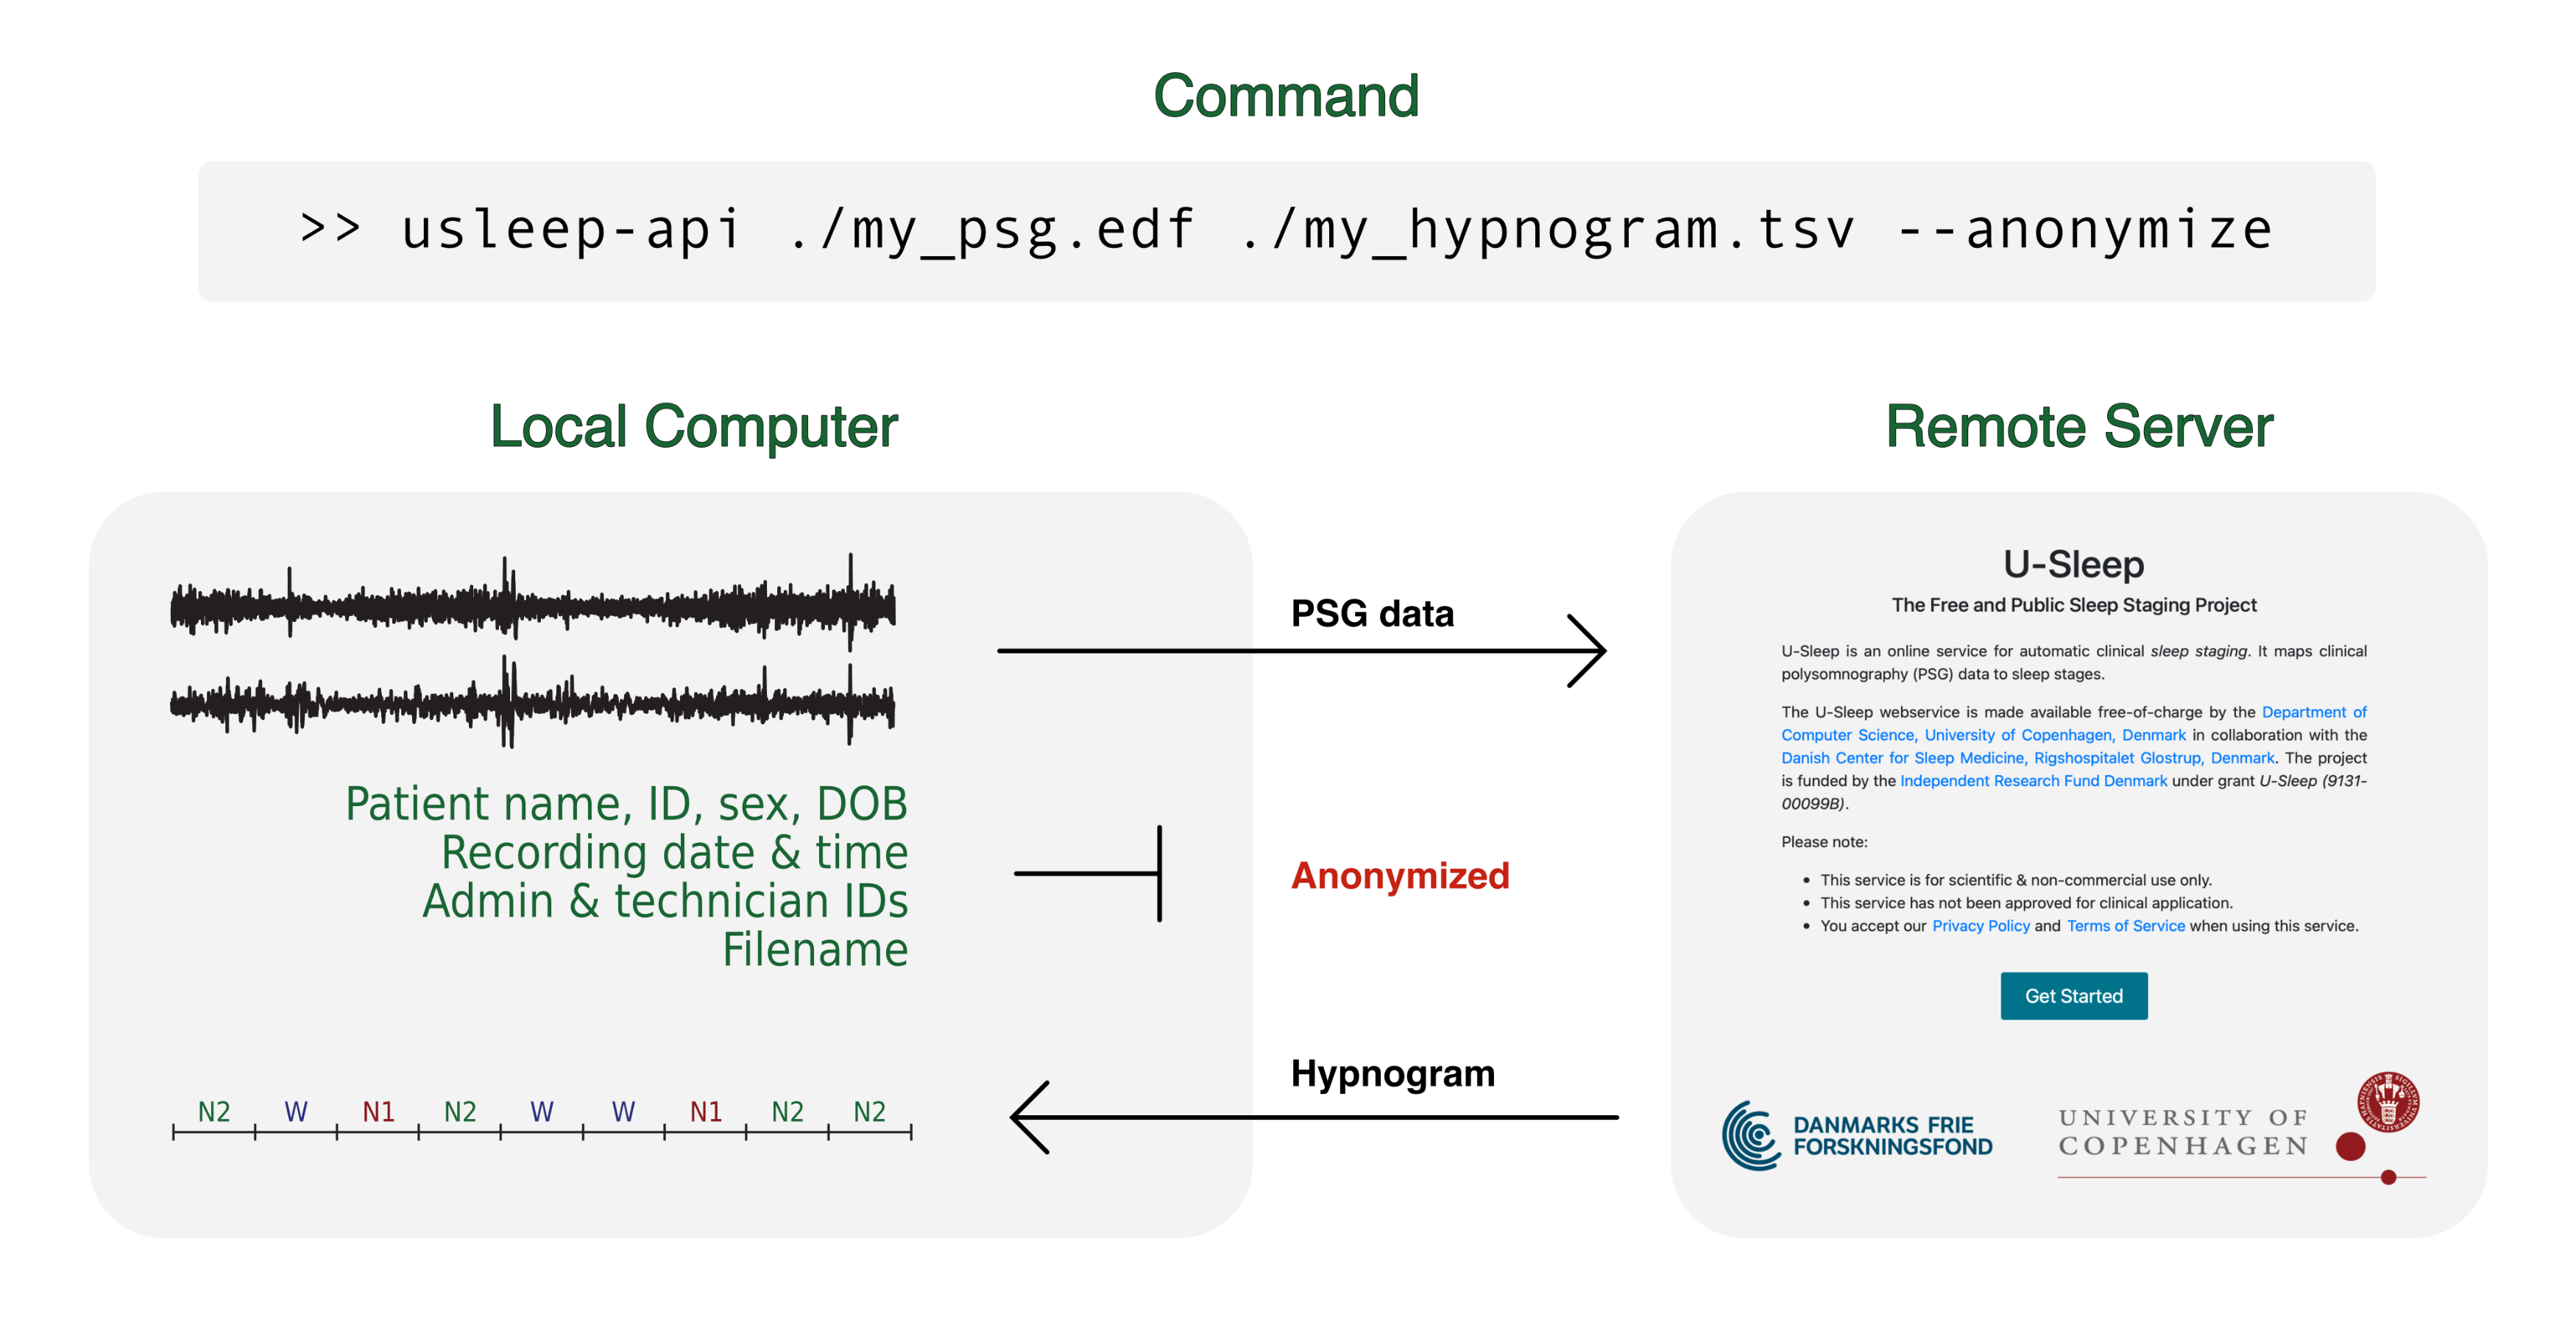 Command
>> usleep-api ./my_psg.edf ./my_hypnogram.tsv --anonymize
Local Computer
Remote Server
PSG data
Patient name, ID, sex, DOB
Recording date & time
Admin & technician IDs
Filename
Anonymized
Hypnogram
N2 W N1 N2 W W N1 N2 N2
U-Sleep
The Free and Public Sleep Staging Project
U-Sleep is an online service for automatic clinical sleep staging. It maps clinical
polysomnography (PSG) data to sleep stages.
The U-Sleep webservice is made available free-of-charge by the Department of
Computer Science, University of Copenhagen, Denmark in collaboration with the
Danish Center for Sleep Medicine, Rigshospitalet Glostrup, Denmark. The project
is funded by the Independent Research Fund Denmark under grant U-Sleep (9131-
00099B).
Please note:
• This service is for scientific & non-commercial use only.
• This service has not been approved for clinical application.
• You accept our Privacy Policy and Terms of Service when using this service.
Get Started
DANMARKS FRIE
FORSKNINGSFOND
UNIVERSITY OF
COPENHAGEN